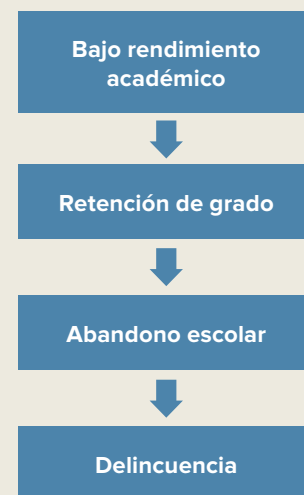 Bajo rendimiento
académico
Retención de grado
Abandono escolar
Delincuencia